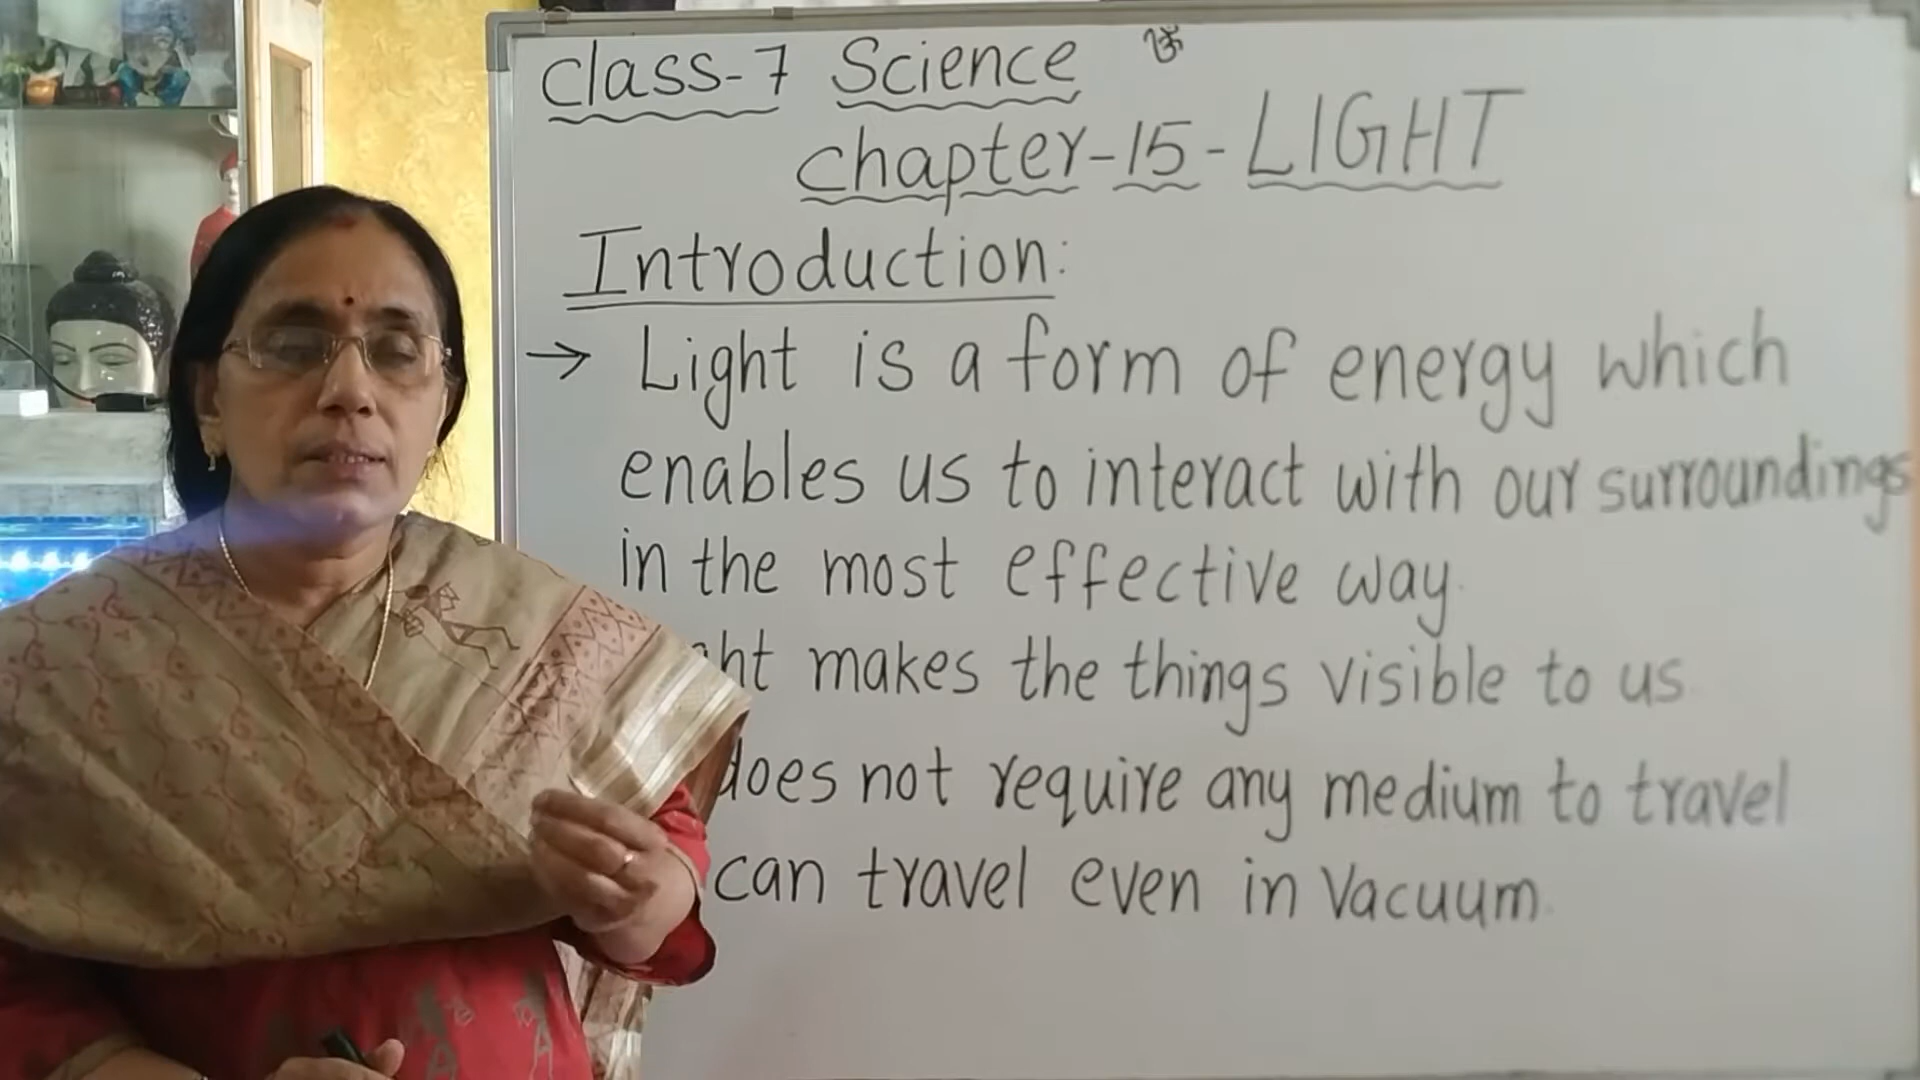 Class-7 Science ॐ
Chapter-15-LIGHT
Introduction:
→ Light is a form of energy which
enables us to interact with our surroundings
in the most effective way.
makes the things visible to us
does not require any medium to travel
can travel even in vacuum.